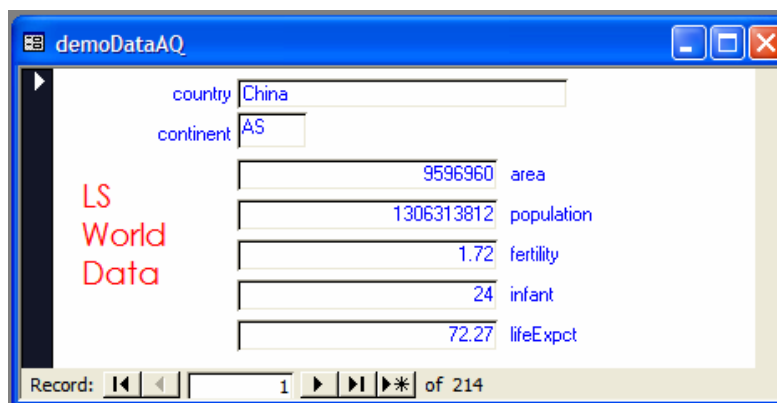 demoDataAQ
country China
continent AS
9596960 area
1306313812 population
1.72 fertility
24 infant
72.27 lifeExpct
LS
World
Data
Record: 1 of 214